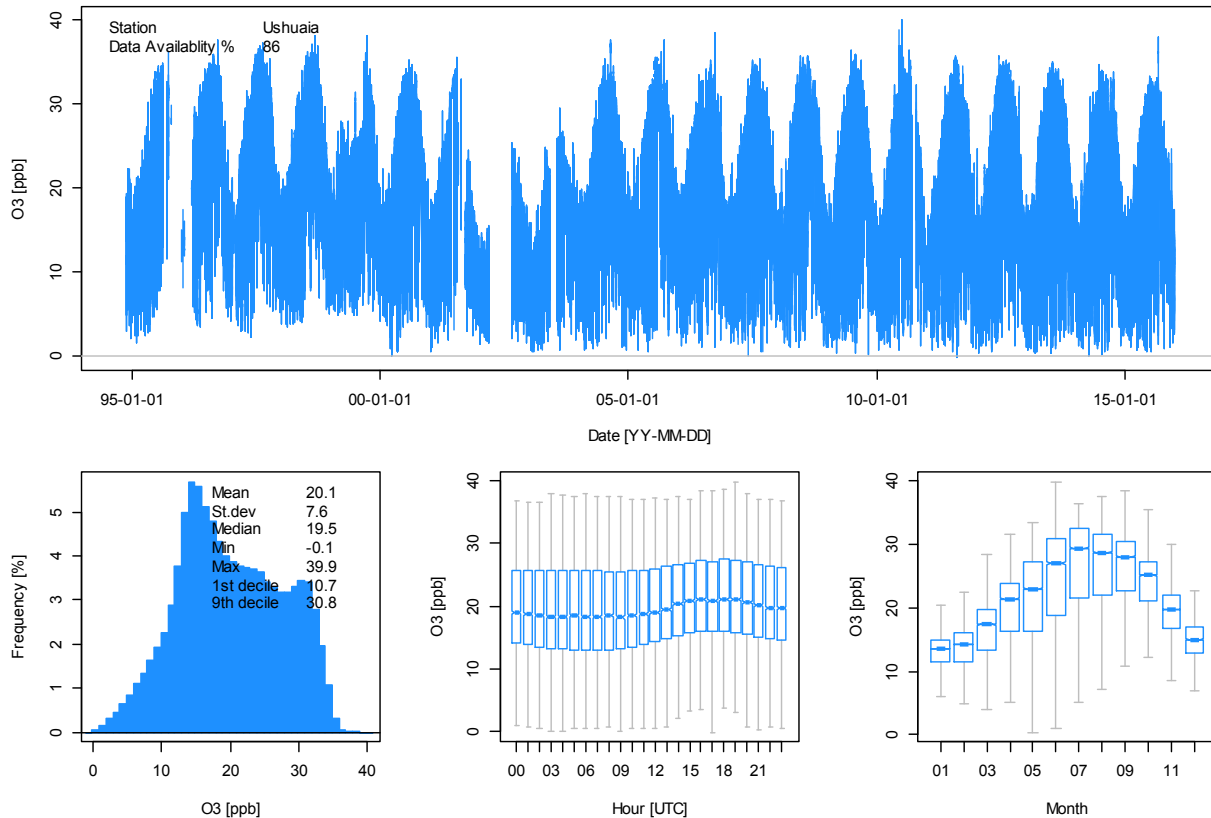 Station Ushuaia
Data Availablity % 86
O3 [ppb]
40
30
20
10
0
95-01-01 00-01-01 05-01-01 10-01-01 15-01-01
Date [YY-MM-DD]
Frequency [%]
5
4
3
2
1
0
Mean 20.1
St.dev 7.6
Median 19.5
Min -0.1
Max 39.9
1st decile 10.7
9th decile 30.8
0 10 20 30 40
O3 [ppb]
O3 [ppb]
40
30
20
10
0
00 03 06 09 12 15 18 21
Hour [UTC]
O3 [ppb]
40
30
20
10
0
01 03 05 07 09 11
Month